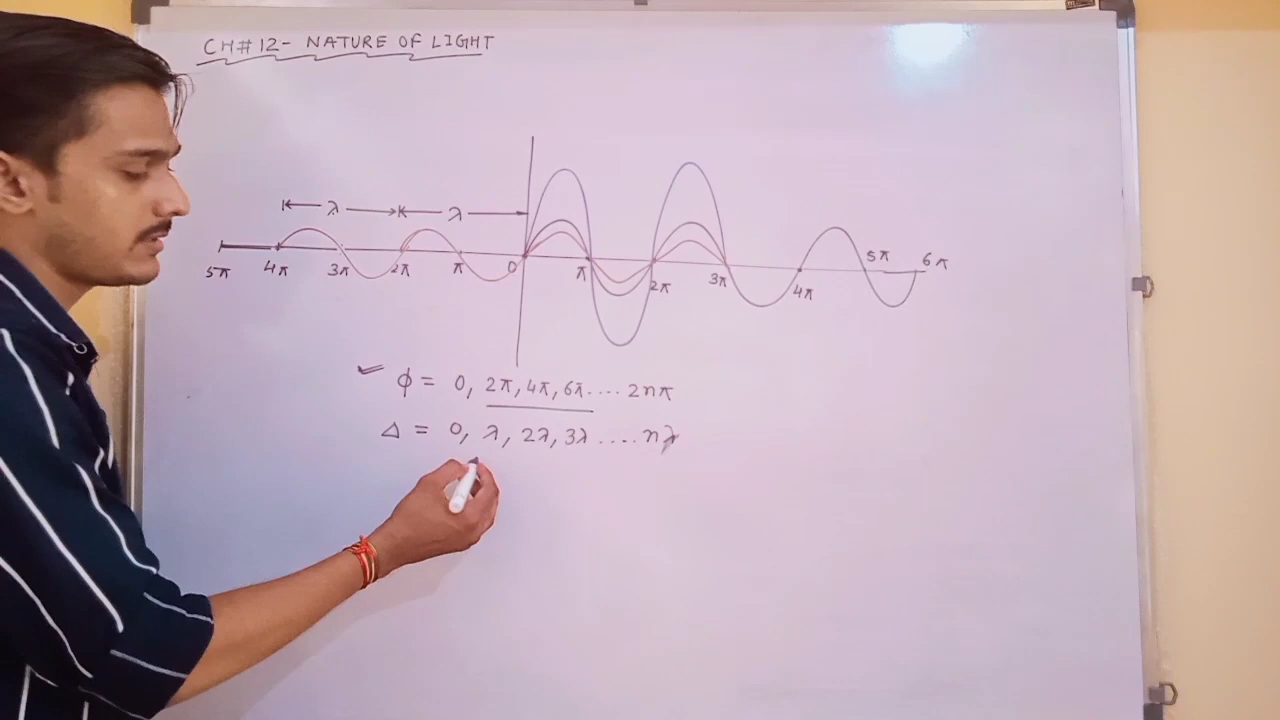 CH#12- NATURE OF LIGHT
λ λ
5π 4π 3π 2π π 0 π 2π 3π 4π 5π 6π
ϕ = 0, 2π, 4π, 6π.... 2nπ
Δ = 0, λ, 2λ, 3λ .... nλ